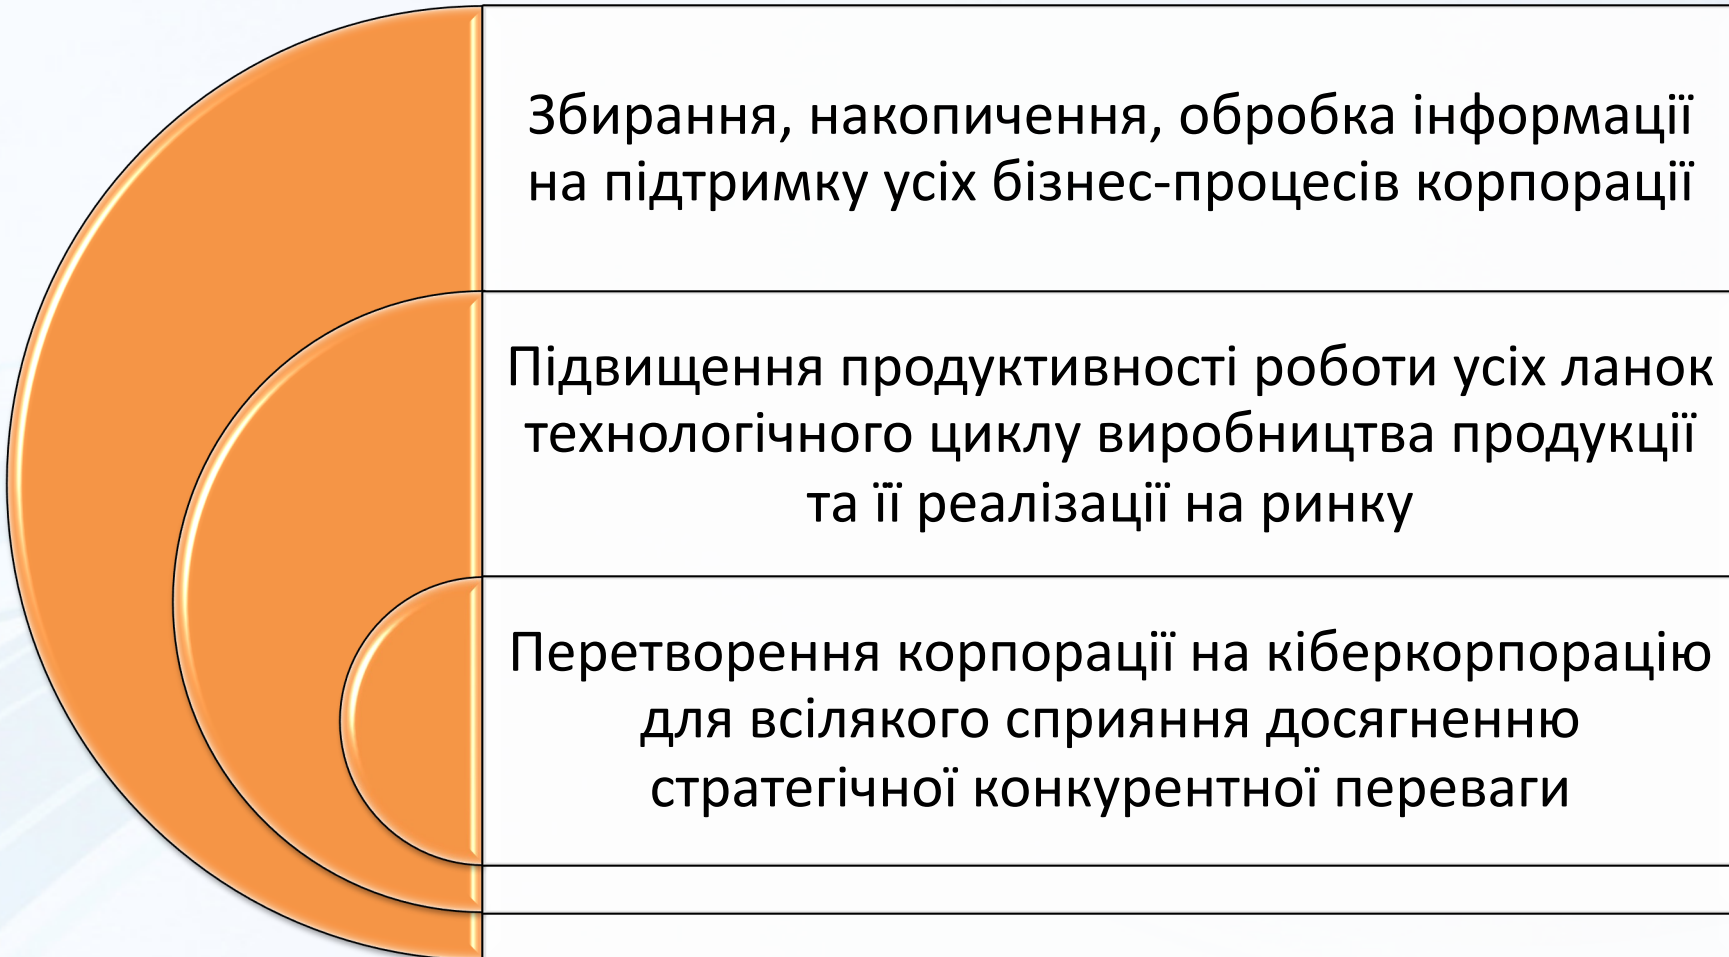 Збирання, накопичення, обробка інформації
на підтримку усіх бізнес-процесів корпорації
Підвищення продуктивності роботи усіх ланок
технологічного циклу виробництва продукції
та її реалізації на ринку
Перетворення корпорації на кіберкорпорацію
для всілякого сприяння досягненню
стратегічної конкурентної переваги